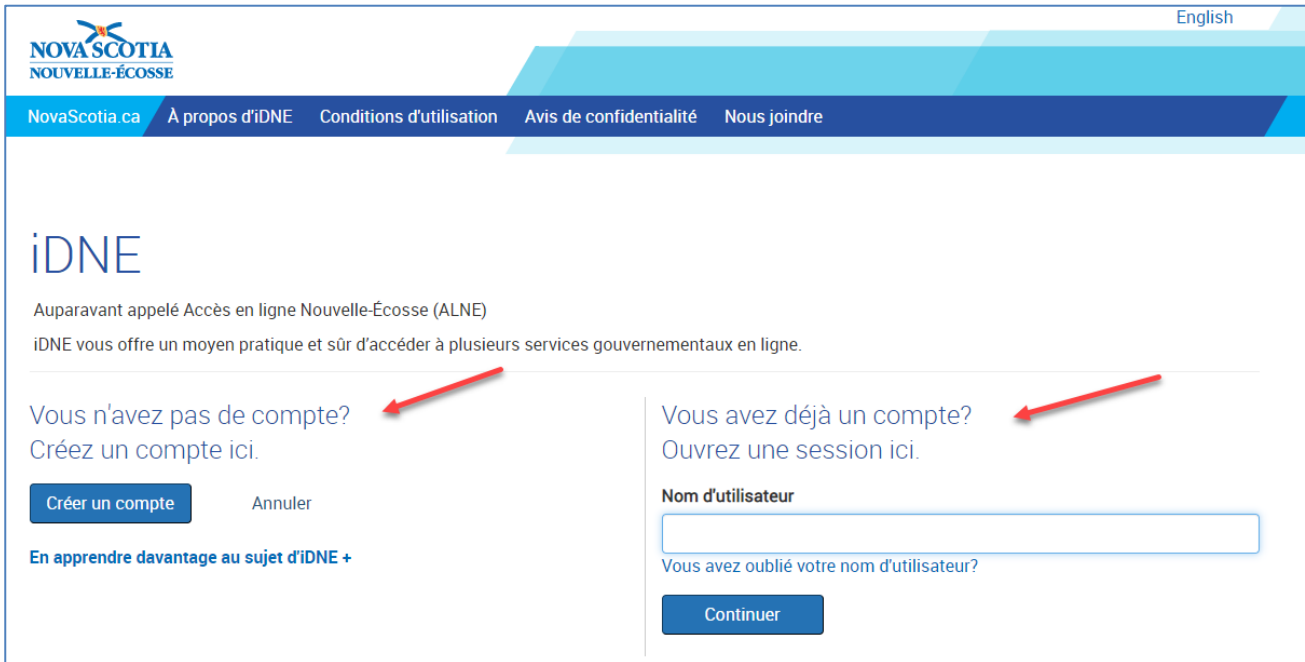 English
NOVA SCOTIA
NOUVELLE-ÉCOSSE
NovaScotia.ca À propos d'iDNE Conditions d'utilisation Avis de confidentialité Nous joindre
iDNE
Auparavant appelé Accès en ligne Nouvelle-Écosse (ALNE)
iDNE vous offre un moyen pratique et sûr d'accéder à plusieurs services gouvernementaux en ligne.
Vous n'avez pas de compte?
Créez un compte ici.
Créer un compte Annuler
En apprendre davantage au sujet d'iDNE +
Vous avez déjà un compte?
Ouvrez une session ici.
Nom d'utilisateur
Vous avez oublié votre nom d'utilisateur?
Continuer